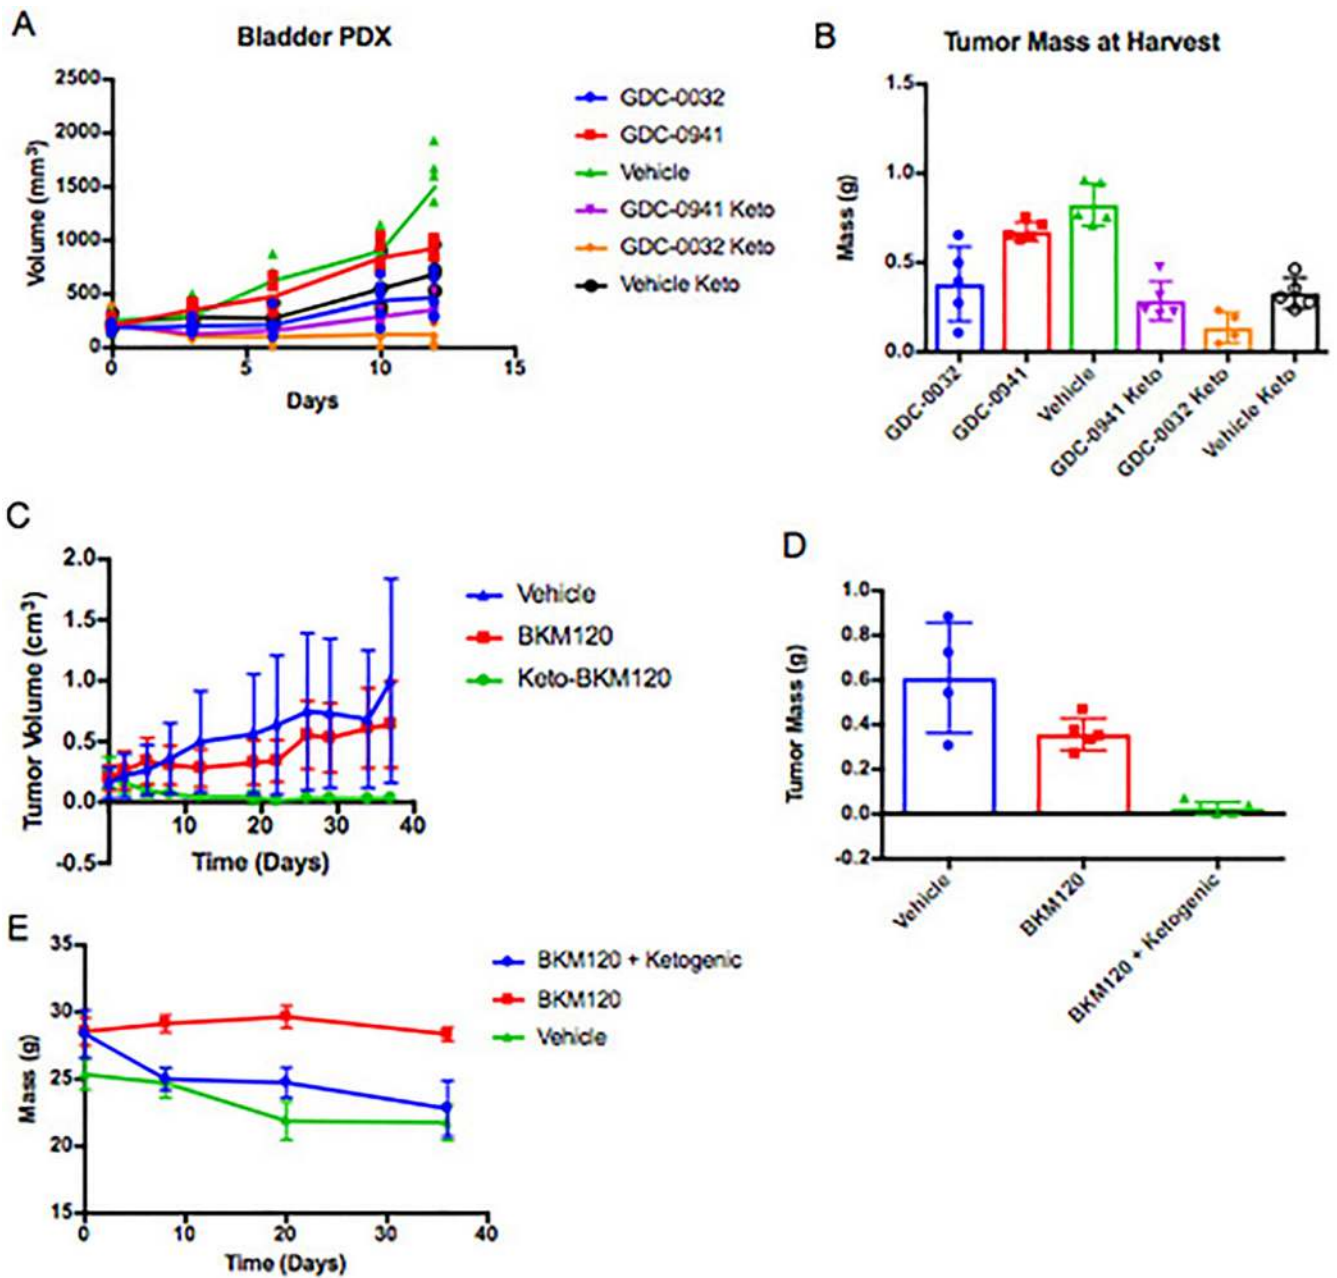 A
Bladder PDX
Volume (mm³)
2500
2000
1500
1000
500
0
0 5 10 15
Days
GDC-0032
GDC-0941
Vehicle
GDC-0941 Keto
GDC-0032 Keto
Vehicle Keto
B
Tumor Mass at Harvest
Mass (g)
1.5
1.0
0.5
0.0
GDC-0032
GDC-0941
Vehicle
GDC-0941 Keto
GDC-0032 Keto
Vehicle Keto
C
Tumor Volume (cm³)
2.0
1.5
1.0
0.5
0.0
-0.5
10 20 30 40
Time (Days)
Vehicle
BKM120
Keto-BKM120
D
Tumor Mass (g)
1.0
0.8
0.6
0.4
0.2
0.0
-0.2
Vehicle
BKM120
BKM120 + Ketogenic
E
Mass (g)
35
30
25
20
15
0 10 20 30 40
Time (Days)
BKM120 + Ketogenic
BKM120
Vehicle